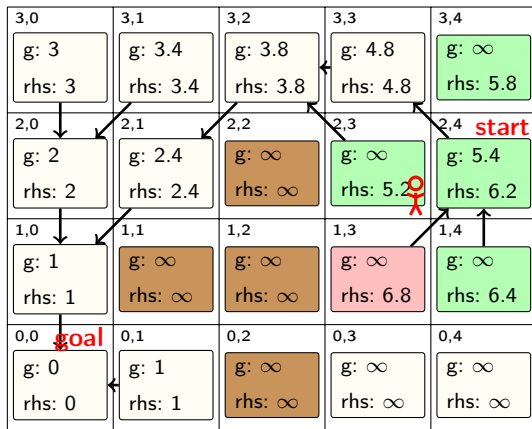 3,0 3,1 3,2 3,3 3,4
g: 3 g: 3.4 g: 3.8 g: 4.8 g: ∞
rhs: 3 rhs: 3.4 rhs: 3.8 rhs: 4.8 rhs: 5.8
2,0 2,1 2,2 2,3 2,4 start
g: 2 g: 2.4 g: ∞ g: ∞ g: 5.4
rhs: 2 rhs: 2.4 rhs: ∞ rhs: 5.2 rhs: 6.2
1,0 1,1 1,2 1,3 1,4
g: 1 g: ∞ g: ∞ g: ∞ g: ∞
rhs: 1 rhs: ∞ rhs: ∞ rhs: 6.8 rhs: 6.4
0,0 goal 0,1 0,2 0,3 0,4
g: 0 g: 1 g: ∞ g: ∞ g: ∞
rhs: 0 rhs: 1 rhs: ∞ rhs: ∞ rhs: ∞